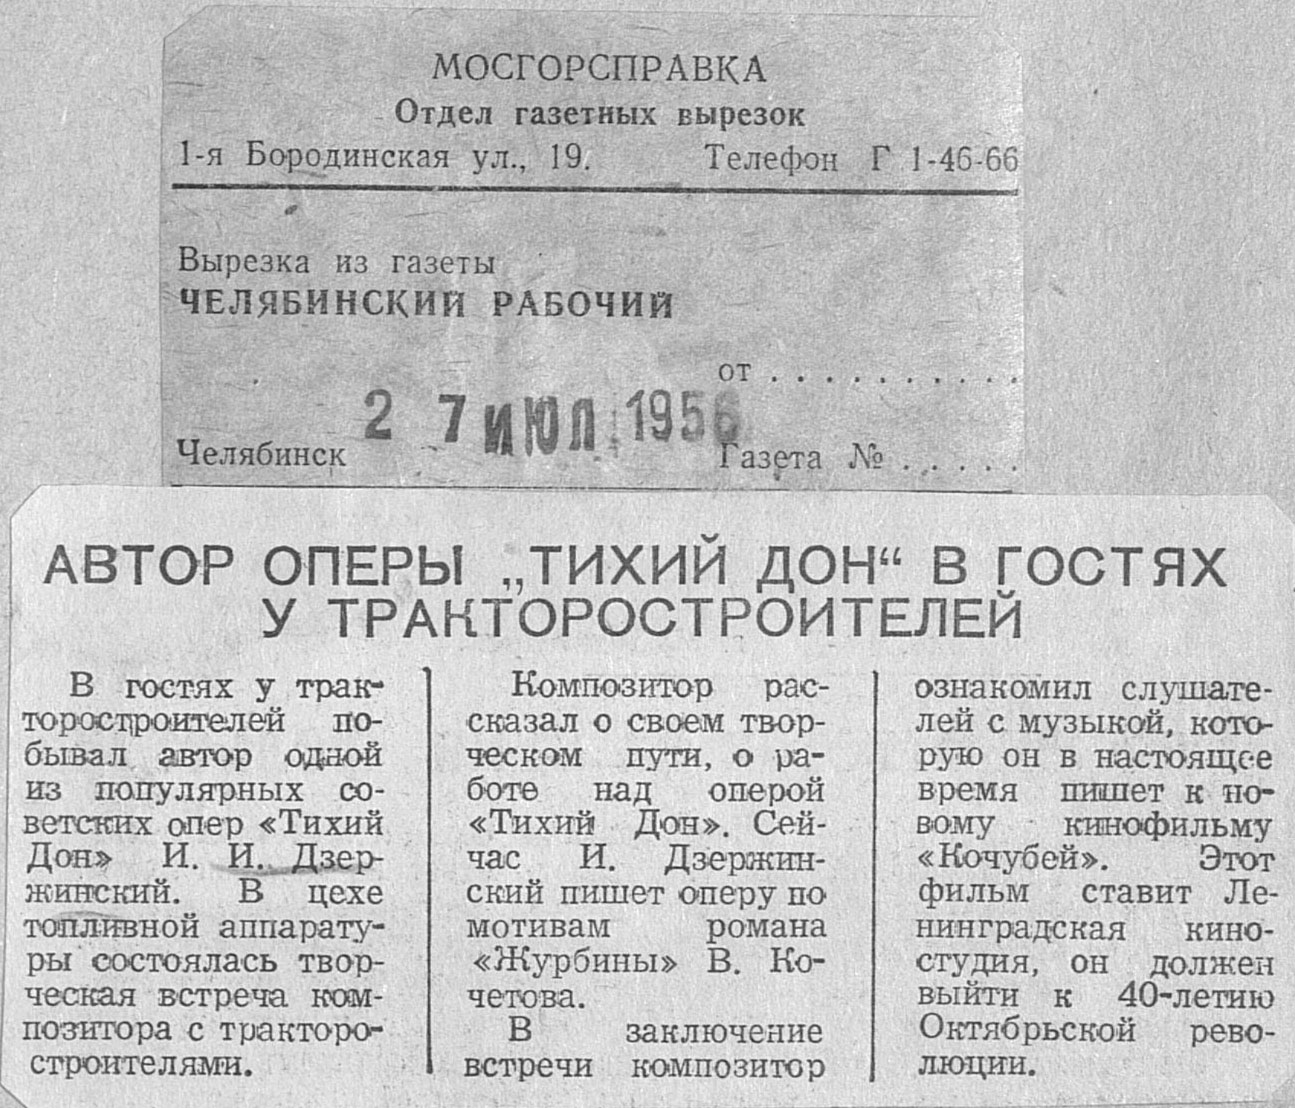 МОСГОРСПРАВКА
Отдел газетных вырезок
1-я Бородинская ул., 19. Телефон Г 1-46-66
Вырезка из газеты
ЧЕЛЯБИНСКИЙ РАБОЧИЙ
от . . . . . . . . . .
2 7 ИЮЛ 1956
Челябинск
Газета № . . . . .
АВТОР ОПЕРЫ „ТИХИЙ ДОН“ В ГОСТЯХ
У ТРАКТОРОСТРОИТЕЛЕЙ
В гостях у трак-
торостроителей по-
бывал автор одной
из популярных со-
ветских опер «Тихий
Дон» И. И. Дзер-
жинский. В цехе
топливной аппарату-
ры состоялась твор-
ческая встреча ком-
позитора с тракторо-
строителями.
Композитор рас-
сказал о своем твор-
ческом пути, о ра-
боте над оперой
«Тихий Дон». Сей-
час И. Дзержин-
ский пишет оперу по
мотивам романа
«Журбины» В. Ко-
четова.
В заключение
встречи композитор
ознакомил слушате-
лей с музыкой, кото-
рую он в настоящее
время пишет к но-
вому кинофильму
«Кочубей». Этот
фильм ставит Ле-
нинградская кино-
студия, он должен
выйти к 40-летию
Октябрьской рево-
люции.